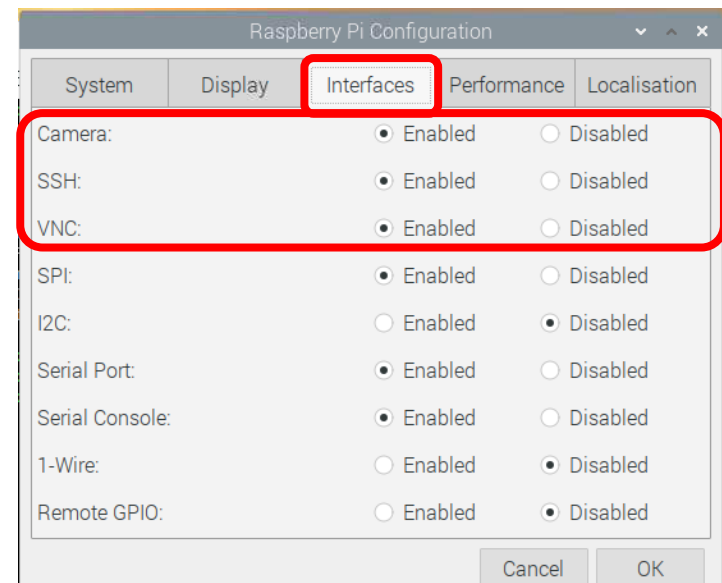 Raspberry Pi Configuration
System Display Interfaces Performance Localisation
Camera: Enabled Disabled
SSH: Enabled Disabled
VNC: Enabled Disabled
SPI: Enabled Disabled
I2C: Enabled Disabled
Serial Port: Enabled Disabled
Serial Console: Enabled Disabled
1-Wire: Enabled Disabled
Remote GPIO: Enabled Disabled
Cancel OK